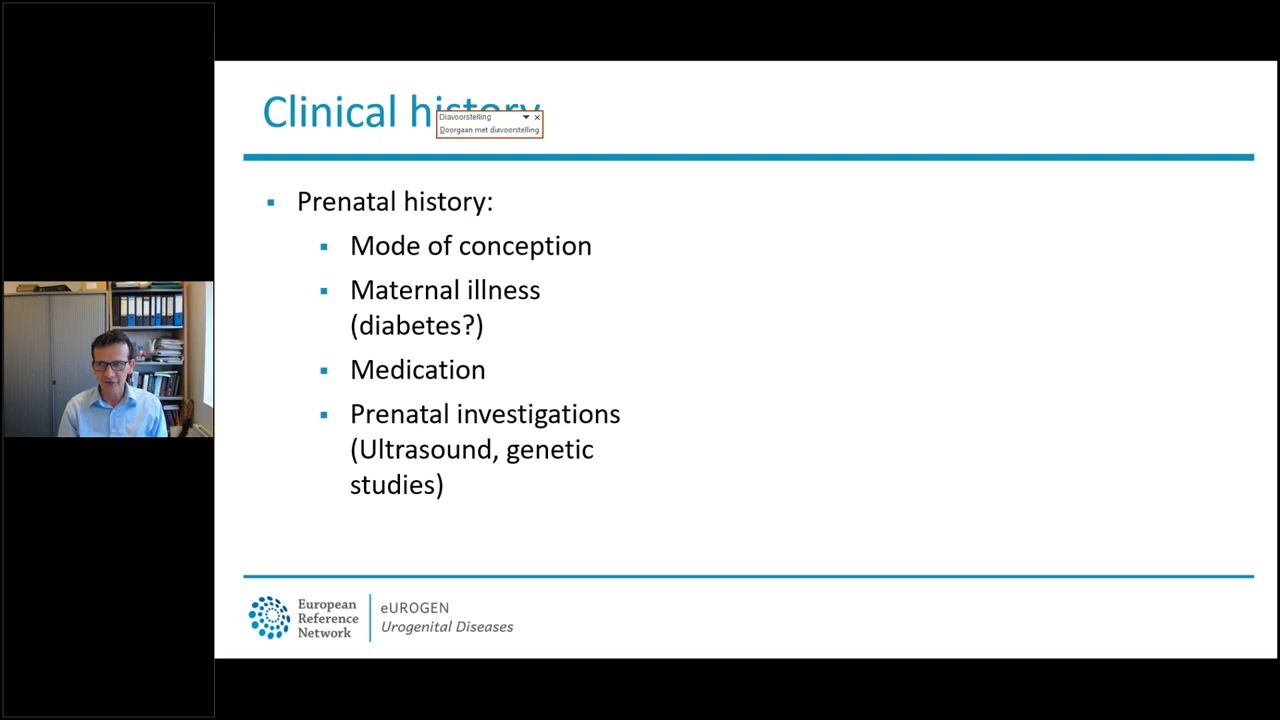 Clinical history
Diavoorstelling
Doorgaan met diavoorstelling
Prenatal history:
Mode of conception
Maternal illness
(diabetes?)
Medication
Prenatal investigations
(Ultrasound, genetic
studies)
European
Reference
Network
eUROGEN
Urogenital Diseases